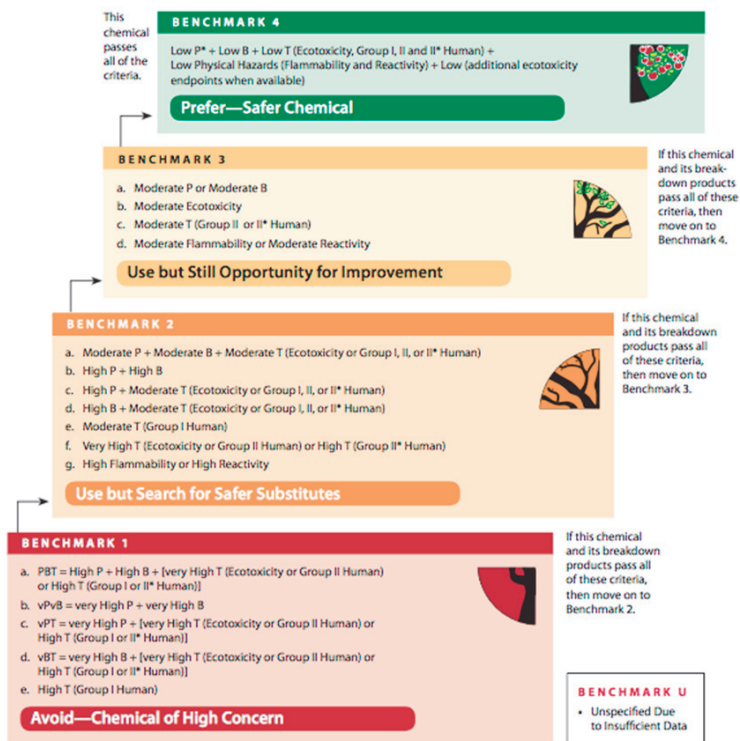 This
chemical
passes
all of the
criteria.
BENCHMARK 4
Low P* + Low B + Low T (Ecotoxicity, Group I, II and II* Human) +
Low Physical Hazards (Flammability and Reactivity) + Low (additional ecotoxicity
endpoints when available)
Prefer—Safer Chemical
BENCHMARK 3
a. Moderate P or Moderate B
b. Moderate Ecotoxicity
c. Moderate T (Group II or II* Human)
d. Moderate Flammability or Moderate Reactivity
Use but Still Opportunity for Improvement
If this chemical
and its break-
down products
pass all of these
criteria, then
move on to
Benchmark 4.
BENCHMARK 2
a. Moderate P + Moderate B + Moderate T (Ecotoxicity or Group I, II, or II* Human)
b. High P + High B
c. High P + Moderate T (Ecotoxicity or Group I, II, or II* Human)
d. High B + Moderate T (Ecotoxicity or Group I, II, or II* Human)
e. Moderate T (Group I Human)
f. Very High T (Ecotoxicity or Group II Human) or High T (Group II* Human)
g. High Flammability or High Reactivity
Use but Search for Safer Substitutes
If this chemical
and its breakdown
products pass all
of these criteria,
then move on to
Benchmark 3.
BENCHMARK 1
a. PBT = High P + High B + [very High T (Ecotoxicity or Group II Human)
or High T (Group I or II* Human)]
b. vPvB = very High P + very High B
c. vPT = very High P + [very High T (Ecotoxicity or Group II Human) or
High T (Group I or II* Human)]
d. vBT = very High B + [very High T (Ecotoxicity or Group II Human) or
High T (Group I or II* Human)]
e. High T (Group I Human)
Avoid—Chemical of High Concern
If this chemical
and its breakdown
products pass all
of these criteria,
then move on to
Benchmark 2.
BENCHMARK U
• Unspecified Due
to Insufficient Data